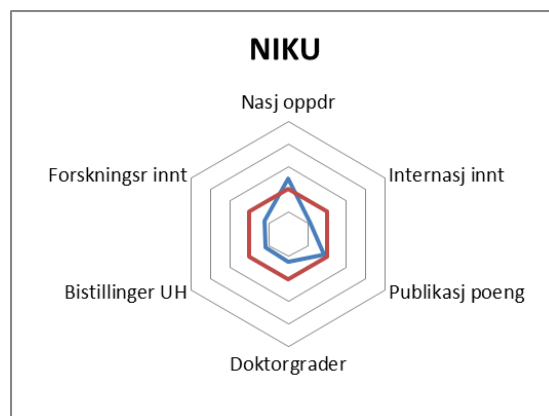 NIKU
Nasj oppdr
Forskningsr innt
Internasj innt
Bistillinger UH
Publikasj poeng
Doktorgrader